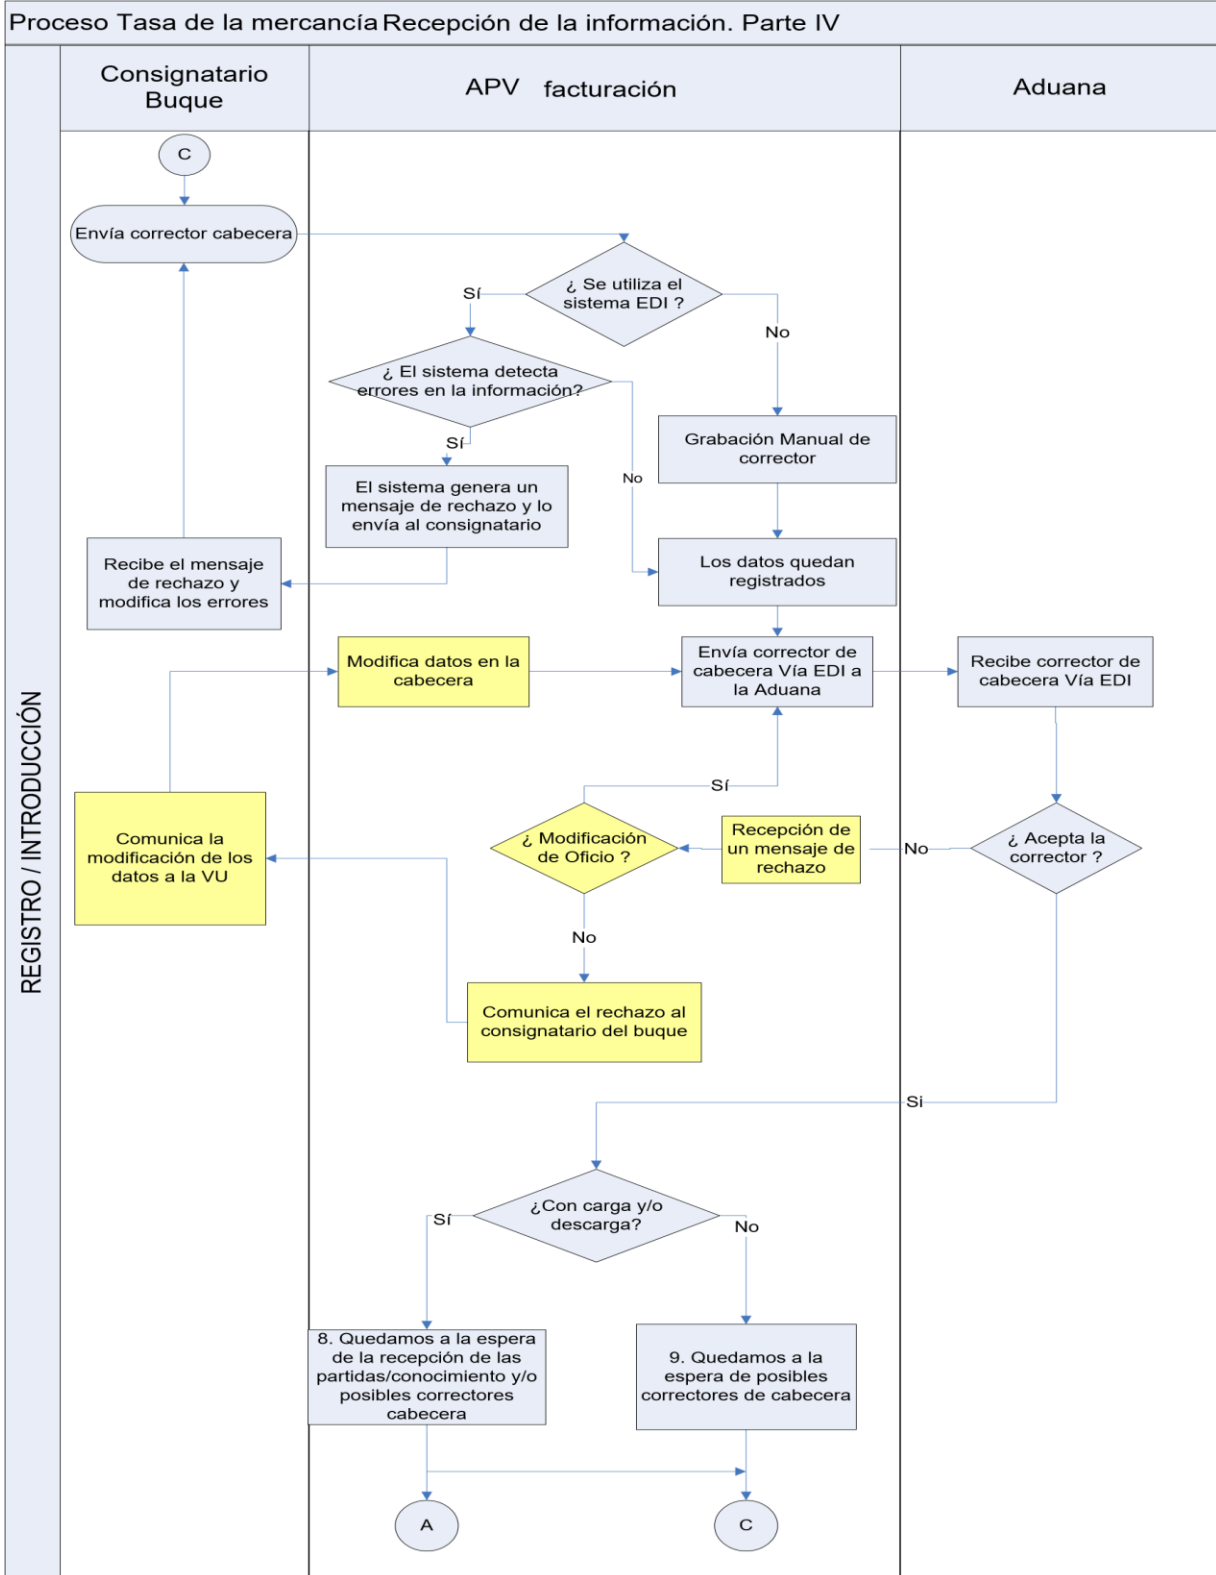 Proceso Tasa de la mercancía Recepción de la información. Parte IV
Consignatario
Buque
APV facturación
Aduana
REGISTRO / INTRODUCCIÓN
C
Envía corrector cabecera
¿ Se utiliza el
sistema EDI ?
Sí
No
¿ El sistema detecta
errores en la información?
Sí
No
Grabación Manual de
corrector
El sistema genera un
mensaje de rechazo y lo
envía al consignatario
Recibe el mensaje
de rechazo y
modifica los errores
Los datos quedan
registrados
Modifica datos en la
cabecera
Envía corrector de
cabecera Vía EDI a
la Aduana
Recibe corrector de
cabecera Vía EDI
Sí
Comunica la
modificación de los
datos a la VU
¿ Modificación
de Oficio ?
Recepción de
un mensaje de
rechazo
No
¿ Acepta la
corrector ?
No
Comunica el rechazo al
consignatario del buque
Si
¿Con carga y/o
descarga?
Sí
No
8. Quedamos a la espera
de la recepción de las
partidas/conocimiento y/o
posibles correctores
cabecera
9. Quedamos a la
espera de posibles
correctores de cabecera
A
C